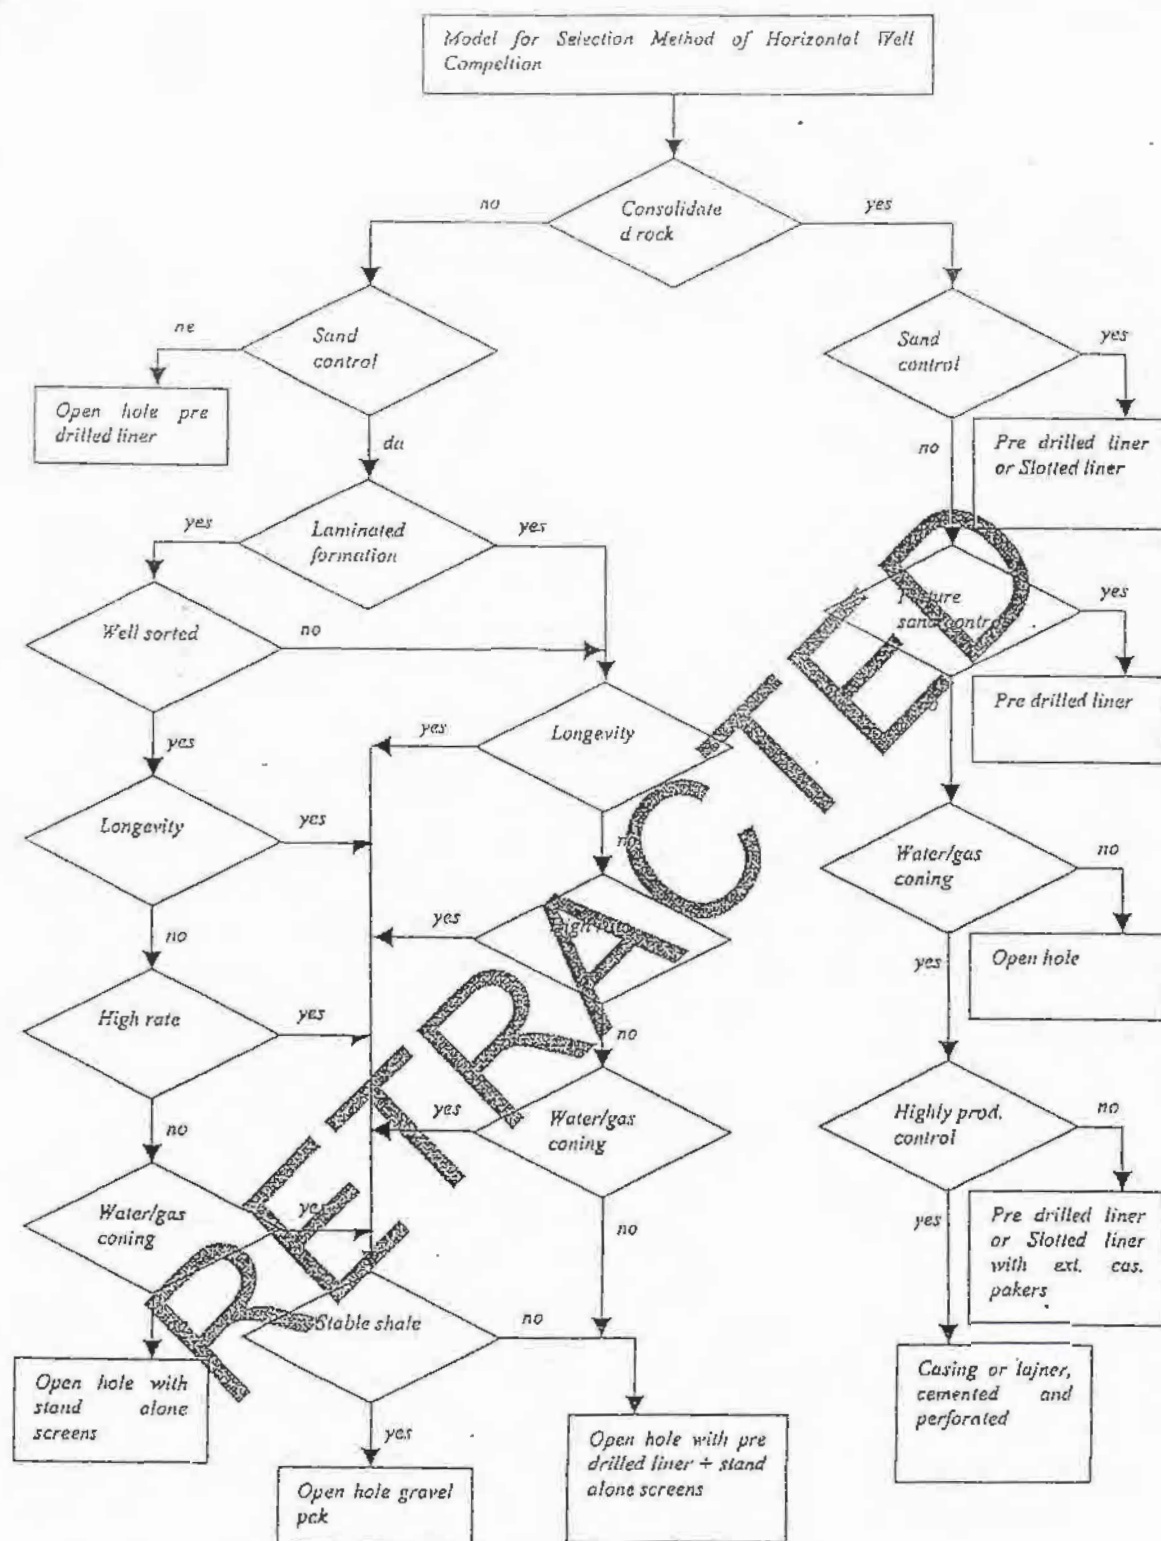 Model for Selection Method of Horizontal Well
Compeltion
Consolidate
d rock
no
yes
Sand
control
ne
da
Open hole pre
drilled liner
Sand
control
yes
no
Pre drilled liner
or Slotted liner
Laminated
formation
yes
yes
Well sorted
no
yes
Future
sand control
yes
Pre drilled liner
Longevity
yes
no
Longevity
yes
no
Water/gas
coning
no
yes
Open hole
High rate
yes
no
High rate
yes
no
Highly prod.
control
no
yes
Water/gas
coning
yes
no
Water/gas
coning
yes
Pre drilled liner
or Slotted liner
with ext. cas.
pakers
Stable shale
no
yes
Casing or lajner,
cemented and
perforated
Open hole with
stand alone
screens
Open hole with pre
drilled liner + stand
alone screens
Open hole gravel
pck
RETRACTED